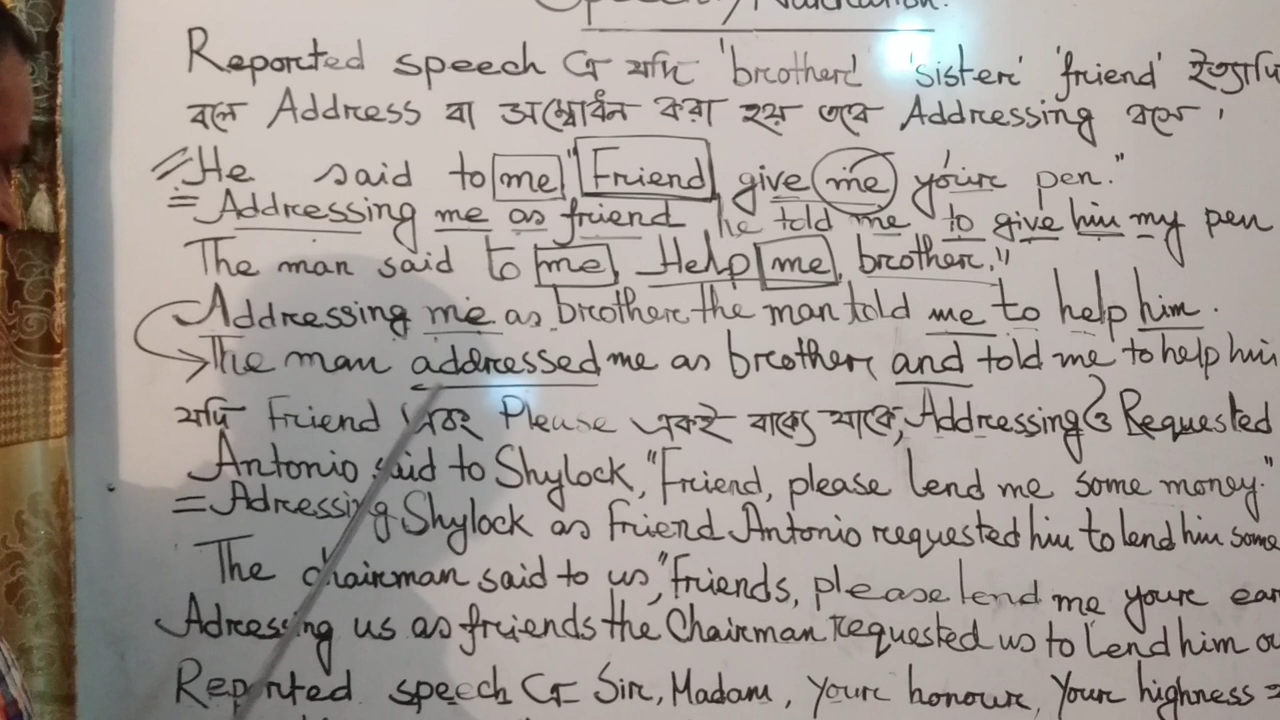 Speech / Narration.
Reported speech এ যদি 'brother' 'sister' 'friend' ইত্যাদি
বলে Address বা সম্বোধন করা হয় তবে Addressing বসে।
He said to me "Friend give me your pen."
= Addressing me as friend he told me to give him my pen
The man said to me, Help me, brother."
Addressing me as brother the man told me to help him.
The man addressed me as brother and told me to help him
যদি Friend এবং Please একই বাক্যে থাকে, Addressing ও Requested
Antonio said to Shylock, "Friend, please lend me some money."
= Adressing Shylock as friend Antonio requested him to lend him some
The chairman said to us, "friends, please lend me your ear
Adressing us as friends the Chairman requested us to lend him
Reported speech এ Sir, Madam, Your honour, Your highness =